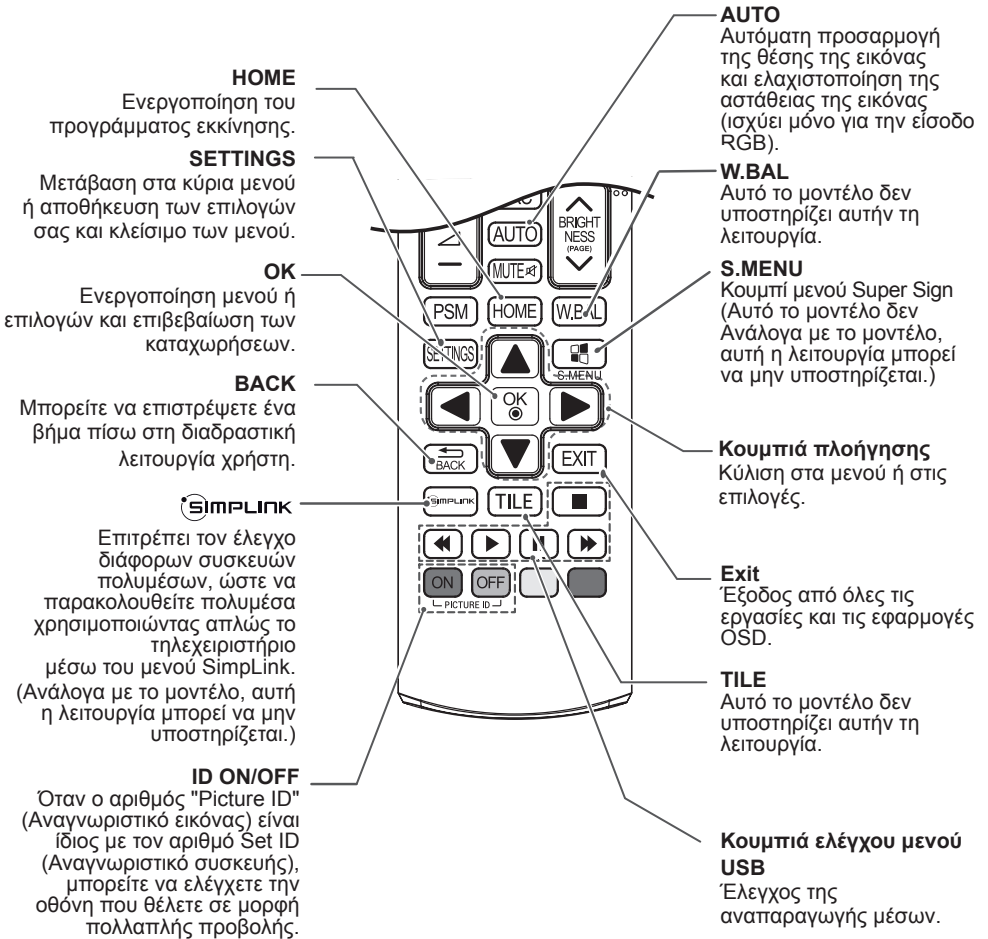 AUTO
Αυτόματη προσαρμογή
της θέσης της εικόνας
και ελαχιστοποίηση της
αστάθειας της εικόνας
(ισχύει μόνο για την είσοδο
RGB).
HOME
Ενεργοποίηση του
προγράμματος εκκίνησης.
SETTINGS
Μετάβαση στα κύρια μενού
ή αποθήκευση των επιλογών
σας και κλείσιμο των μενού.
OK
Ενεργοποίηση μενού ή
επιλογών και επιβεβαίωση των
καταχωρήσεων.
BACK
Μπορείτε να επιστρέψετε ένα
βήμα πίσω στη διαδραστική
λειτουργία χρήστη.
SIMPLINK
Επιτρέπει τον έλεγχο
διάφορων συσκευών
πολυμέσων, ώστε να
παρακολουθείτε πολυμέσα
χρησιμοποιώντας απλώς το
τηλεχειριστήριο
μέσω του μενού SimpLink.
(Ανάλογα με το μοντέλο, αυτή
η λειτουργία μπορεί να μην
υποστηρίζεται.)
ID ON/OFF
Όταν ο αριθμός "Picture ID"
(Αναγνωριστικό εικόνας) είναι
ίδιος με τον αριθμό Set ID
(Αναγνωριστικό συσκευής),
μπορείτε να ελέγχετε την
οθόνη που θέλετε σε μορφή
πολλαπλής προβολής.
AUTO
BRIGHT
NESS
(PAGE)
MUTE
PSM
HOME
W.BAL
SETTINGS
S.MENU
OK
BACK
EXIT
SIMPLINK
TILE
ON
OFF
PICTURE ID
W.BAL
Αυτό το μοντέλο δεν
υποστηρίζει αυτήν τη
λειτουργία.
S.MENU
Κουμπί μενού Super Sign
(Αυτό το μοντέλο δεν
Ανάλογα με το μοντέλο,
αυτή η λειτουργία μπορεί
να μην υποστηρίζεται.)
Κουμπιά πλοήγησης
Κύλιση στα μενού ή στις
επιλογές.
Exit
Έξοδος από όλες τις
εργασίες και τις εφαρμογές
OSD.
TILE
Αυτό το μοντέλο δεν
υποστηρίζει αυτήν τη
λειτουργία.
Κουμπιά ελέγχου μενού
USB
Έλεγχος της
αναπαραγωγής μέσων.